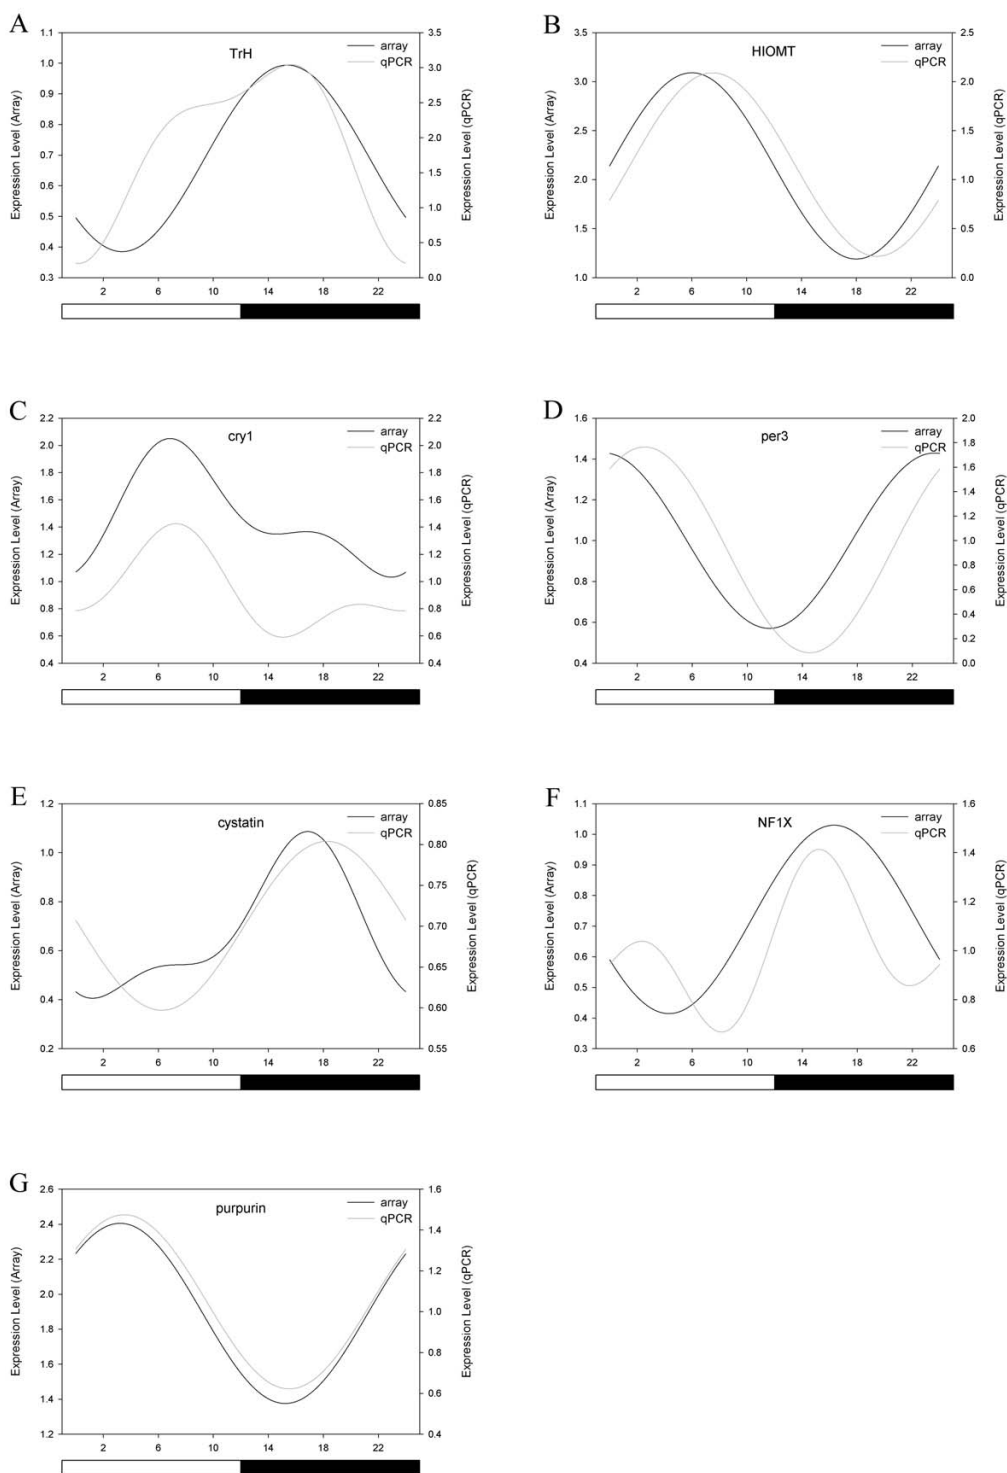 A
TrH
array
qPCR
Expression Level (Array)
1.1
1.0
0.9
0.8
0.7
0.6
0.5
0.4
0.3
Expression Level (qPCR)
3.5
3.0
2.5
2.0
1.5
1.0
0.5
0.0
2 6 10 14 18 22
B
HIOMT
array
qPCR
Expression Level (Array)
3.5
3.0
2.5
2.0
1.5
1.0
Expression Level (qPCR)
2.5
2.0
1.5
1.0
0.5
0.0
2 6 10 14 18 22
C
cry1
array
qPCR
Expression Level (Array)
2.2
2.0
1.8
1.6
1.4
1.2
1.0
0.8
0.6
0.4
Expression Level (qPCR)
2.2
2.0
1.8
1.6
1.4
1.2
1.0
0.8
0.6
0.4
2 6 10 14 18 22
D
per3
array
qPCR
Expression Level (Array)
1.6
1.4
1.2
1.0
0.8
0.6
0.4
Expression Level (qPCR)
2.0
1.8
1.6
1.4
1.2
1.0
0.8
0.6
0.4
0.2
0.0
2 6 10 14 18 22
E
cystatin
array
qPCR
Expression Level (Array)
1.2
1.0
0.8
0.6
0.4
0.2
Expression Level (qPCR)
0.85
0.80
0.75
0.70
0.65
0.60
0.55
2 6 10 14 18 22
F
NF1X
array
qPCR
Expression Level (Array)
1.1
1.0
0.9
0.8
0.7
0.6
0.5
0.4
0.3
Expression Level (qPCR)
1.6
1.4
1.2
1.0
0.8
0.6
2 6 10 14 18 22
G
purpurin
array
qPCR
Expression Level (Array)
2.6
2.4
2.2
2.0
1.8
1.6
1.4
1.2
Expression Level (qPCR)
1.6
1.4
1.2
1.0
0.8
0.6
0.4
2 6 10 14 18 22